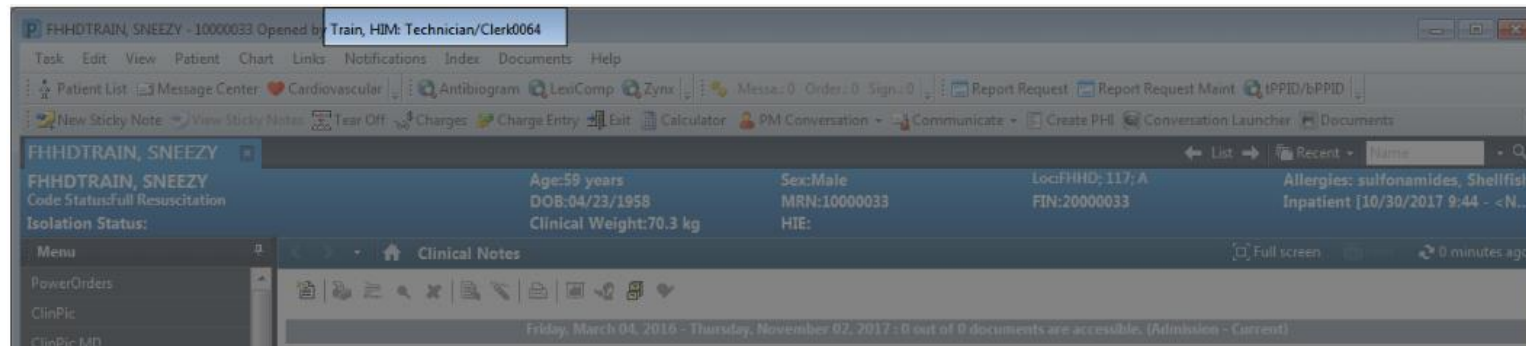 FHHDTRAIN, SNEEZY - 10000033 Opened by Train, HIM: Technician/Clerk0064
Task Edit View Patient Chart Links Notifications Index Documents Help
Patient List Message Center Cardiovascular Antibiogram LexiComp Zynx Messa.: 0 Order.: 0 Sign.: 0 Report Request Report Request Maint tPPID/bPPID
New Sticky Note View Sticky Notes Tear Off Charges Charge Entry Exit Calculator PM Conversation Communicate Create PHI Conversation Launcher Documents
FHHDTRAIN, SNEEZY List Recent Name
FHHDTRAIN, SNEEZY Age:59 years Sex:Male Loc:FHHD; 117; A Allergies: sulfonamides, Shellfish
Code Status:Full Resuscitation DOB:04/23/1958 MRN:10000033 FIN:20000033 Inpatient [10/30/2017 9:44 - <N...
Isolation Status: Clinical Weight:70.3 kg HIE:
Menu Clinical Notes Full screen 0 minutes ago
PowerOrders
ClinPic
ClinPic MD
Friday, March 04, 2016 - Thursday, November 02, 2017 : 0 out of 0 documents are accessible. (Admission - Current)